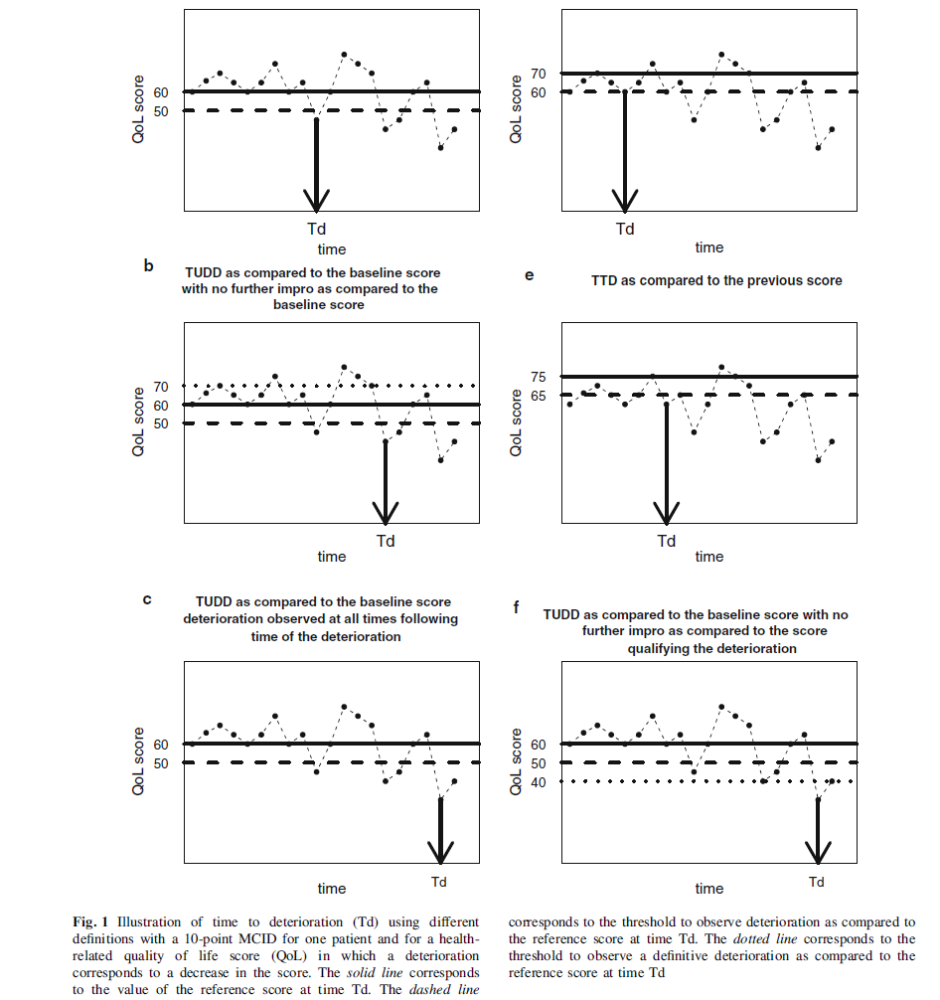 60
50
QoL score
Td
time
70
60
QoL score
Td
time
b
TUDD as compared to the baseline score
with no further impro as compared to the
baseline score
70
60
50
QoL score
Td
time
e
TTD as compared to the previous score
75
65
QoL score
Td
time
c
TUDD as compared to the baseline score
deterioration observed at all times following
time of the deterioration
60
50
QoL score
Td
time
f
TUDD as compared to the baseline score with no
further impro as compared to the score
qualifying the deterioration
60
50
40
QoL score
Td
time
Fig. 1 Illustration of time to deterioration (Td) using different
definitions with a 10-point MCID for one patient and for a health-
related quality of life score (QoL) in which a deterioration
corresponds to a decrease in the score. The solid line corresponds
to the value of the reference score at time Td. The dashed line
corresponds to the threshold to observe deterioration as compared to
the reference score at time Td. The dotted line corresponds to the
threshold to observe a definitive deterioration as compared to the
reference score at time Td